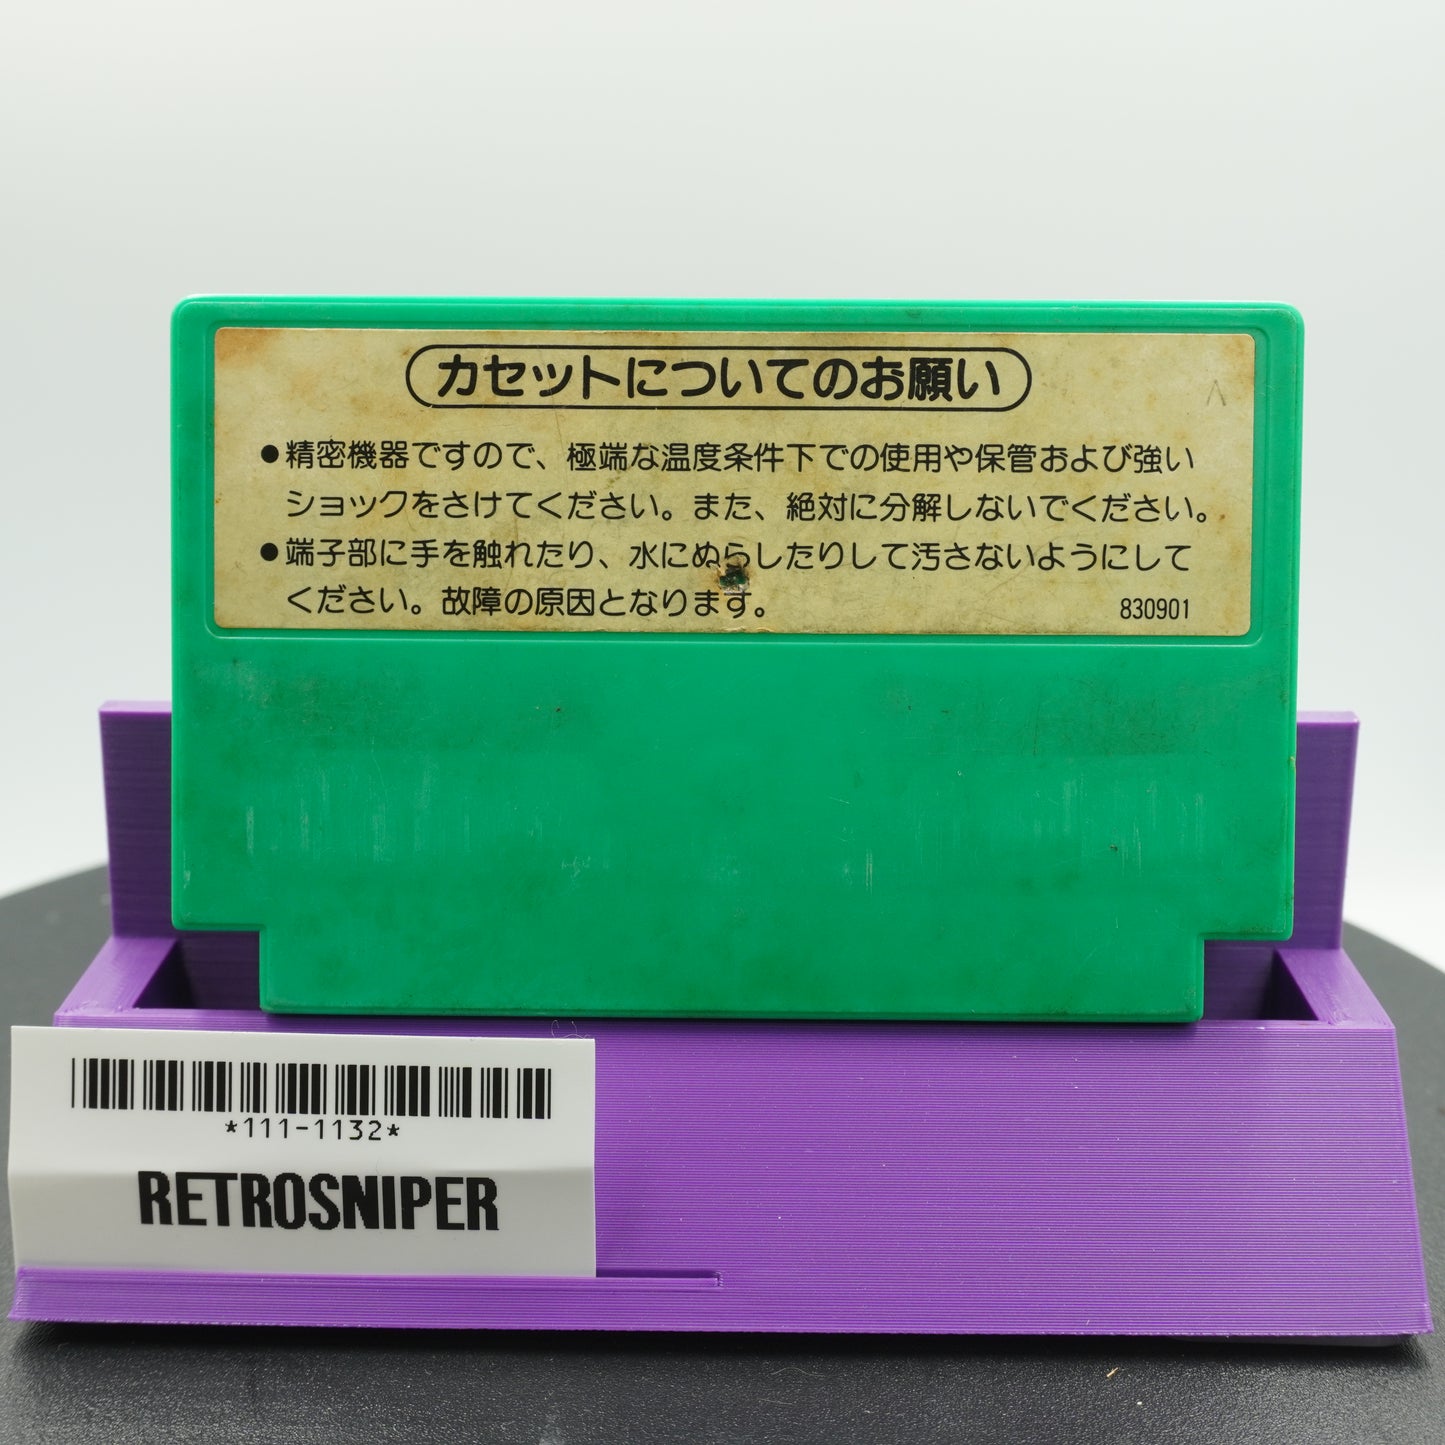 カセットについてのお願い
●精密機器ですので、極端な温度条件下での使用や保管および強い
ショックをさけてください。また、絶対に分解しないでください。
●端子部に手を触れたり、水にぬらしたりして汚さないようにして
ください。故障の原因となります。
830901
*111-1132*
RETROSNIPER